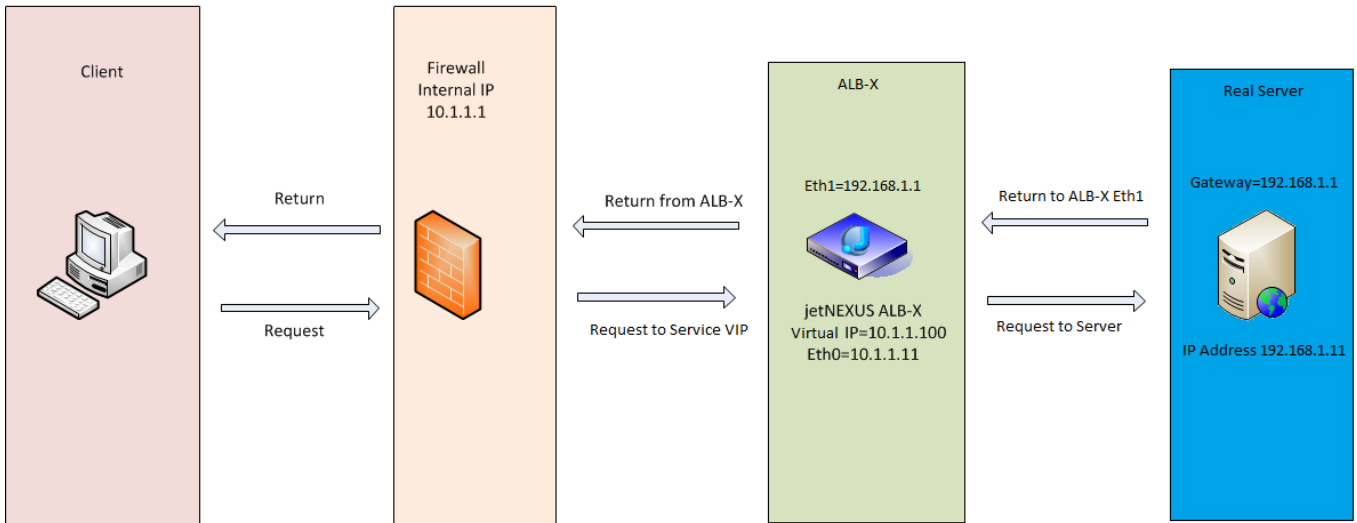 Client
Return
Request
Firewall
Internal IP
10.1.1.1
Return from ALB-X
Request to Service VIP
ALB-X
Eth1=192.168.1.1
jetNEXUS ALB-X
Virtual IP=10.1.1.100
Eth0=10.1.1.11
Return to ALB-X Eth1
Request to Server
Real Server
Gateway=192.168.1.1
IP Address 192.168.1.11